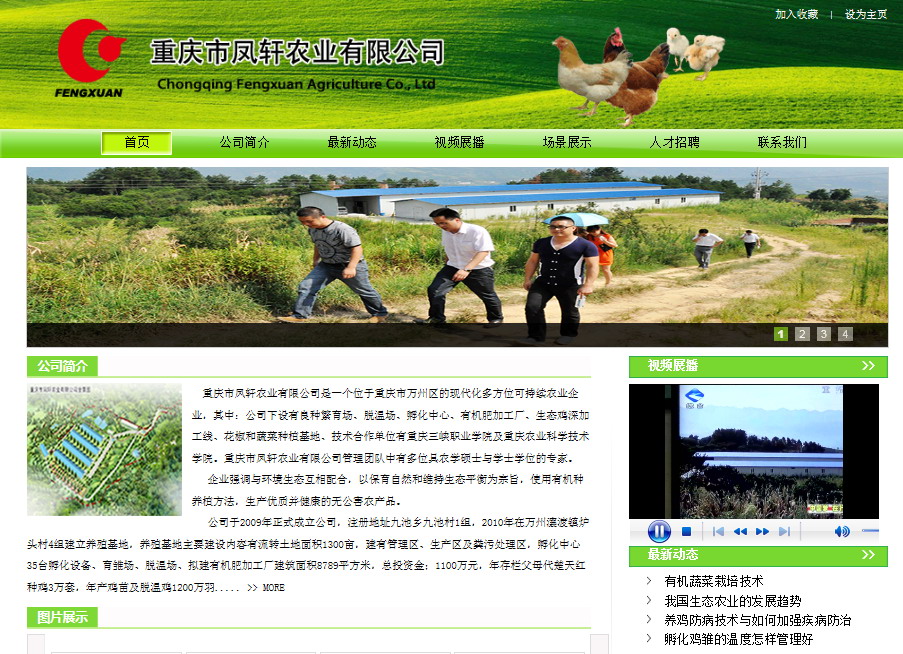 加入收藏 | 设为主页
重庆市凤轩农业有限公司
FENGXUAN
Chongqing Fengxuan Agriculture Co., Ltd
首页 公司简介 最新动态 视频展播 场景展示 人才招聘 联系我们
1 2 3 4
公司简介
重庆市凤轩农业有限公司是一个位于重庆市万州区的现代化多方位可持续农业企
业，其中：公司下设有良种繁育场、脱温场、孵化中心、有机肥加工厂、生态鸡深加
工线、花椒和蔬菜种植基地、技术合作单位有重庆三峡职业学院及重庆农业科学技术
学院。重庆市凤轩农业有限公司管理团队中有多位具农学硕士与学士学位的专家。
企业强调与环境生态互相配合，以保育自然和维持生态平衡为宗旨，使用有机种
养植方法，生产优质并健康的无公害农产品。
公司于2009年正式成立公司，注册地址九池乡九池村1组，2010年在万州瀼渡镇炉
头村4组建立养殖基地，养殖基地主要建设内容有流转土地面积1300亩，建有管理区、生产区及粪污处理区，孵化中心
35台孵化设备、育雏场、脱温场、拟建有机肥加工厂建筑面积8789平方米，总投资金：1100万元，年存栏父母代楚天红
种鸡3万套，年产鸡苗及脱温鸡1200万羽..... >> MORE
图片展示
视频展播 >>
最新动态 >>
有机蔬菜栽培技术
我国生态农业的发展趋势
养鸡防病技术与如何加强疾病防治
孵化鸡雏的温度怎样管理好